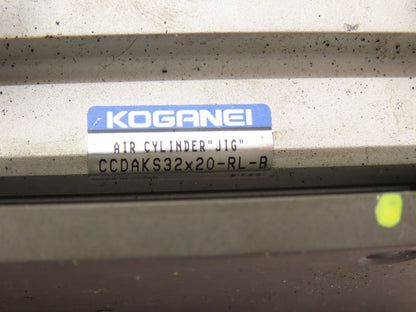 KOGANEI
AIR CYLINDER"JIG"
CCDAKS32x20-RL-B